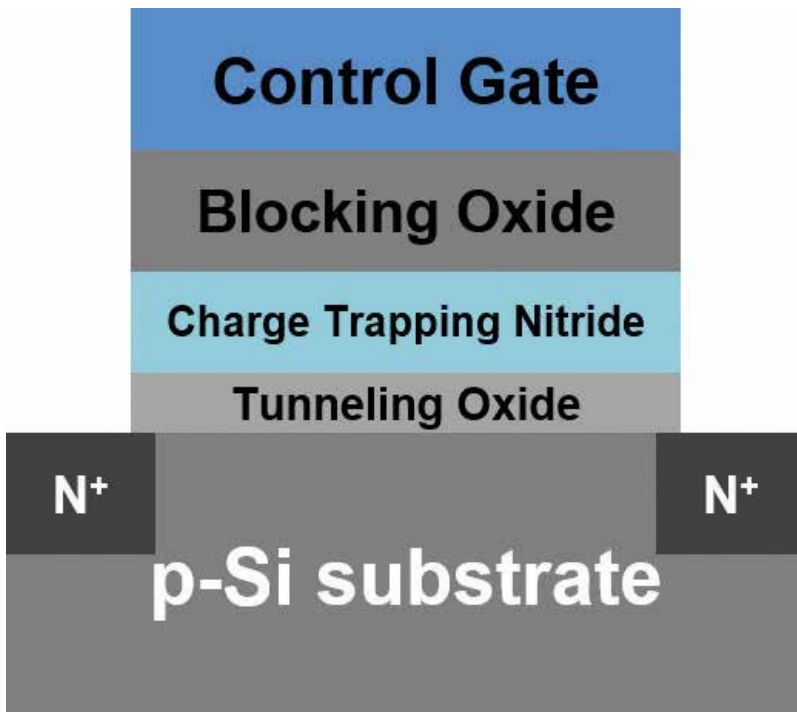 Control Gate
Blocking Oxide
Charge Trapping Nitride
Tunneling Oxide
N⁺ N⁺
p-Si substrate